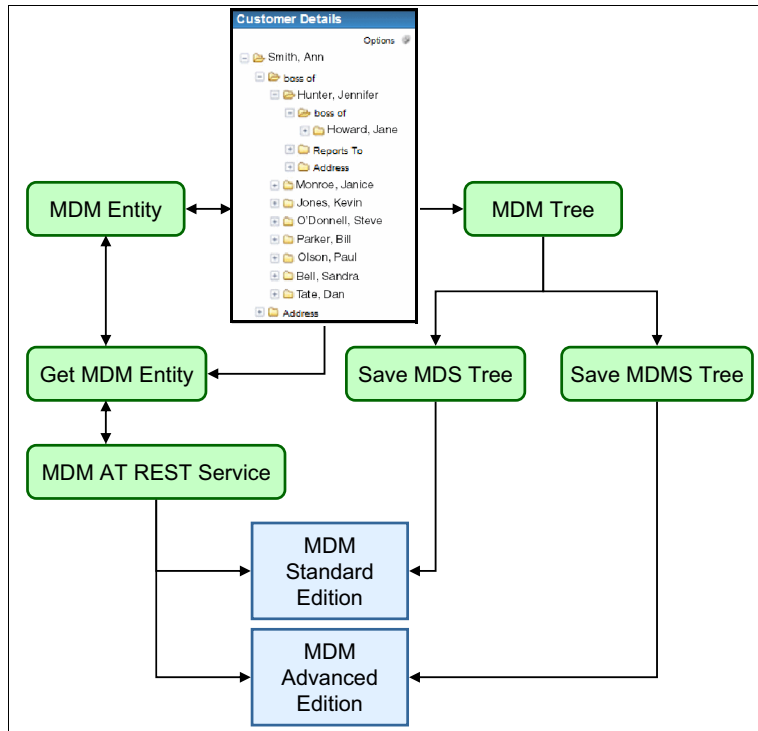 Customer Details
Options
Smith, Ann
boss of
Hunter, Jennifer
boss of
Howard, Jane
Reports To
Address
Monroe, Janice
Jones, Kevin
O'Donnell, Steve
Parker, Bill
Olson, Paul
Bell, Sandra
Tate, Dan
Address
MDM Entity
MDM Tree
Get MDM Entity
Save MDS Tree
Save MDMS Tree
MDM AT REST Service
MDM
Standard
Edition
MDM
Advanced
Edition